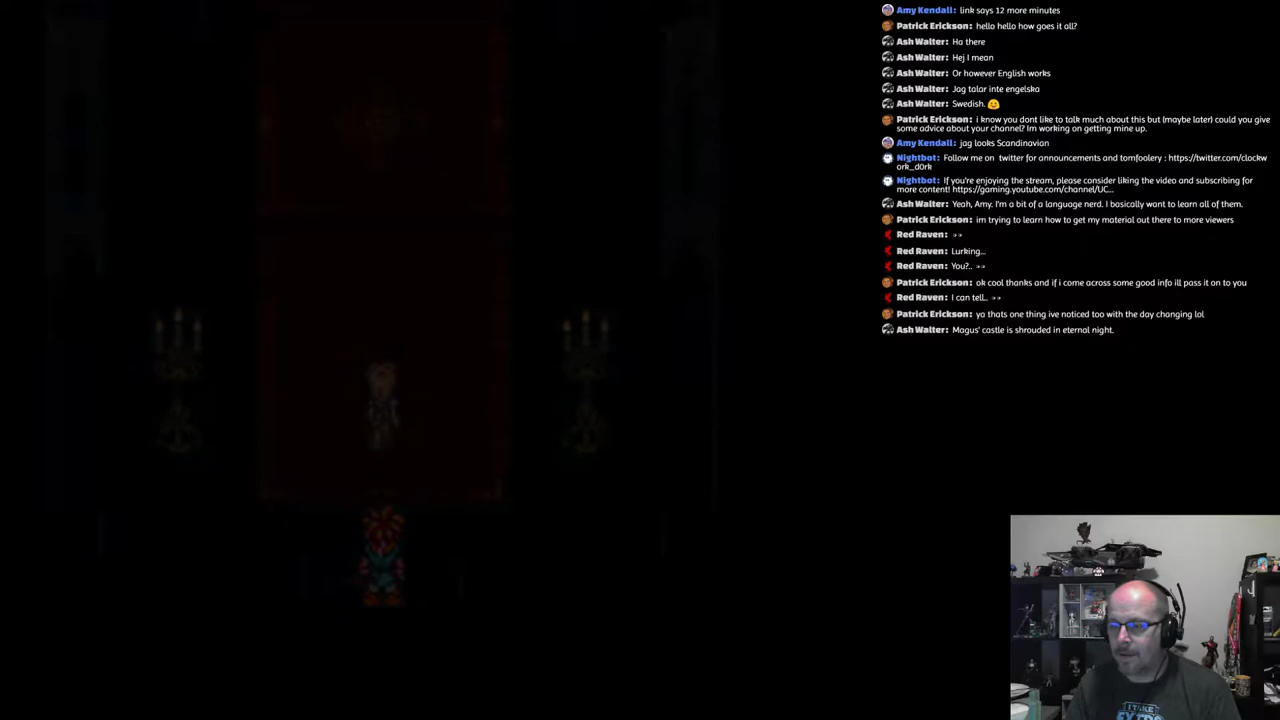 Amy Kendall: link says 12 more minutes
Patrick Erickson: hello hello how goes it all?
Ash Walter: Ha there
Ash Walter: Hej I mean
Ash Walter: Or however English works
Ash Walter: Jag talar inte engelska
Ash Walter: Swedish. 🤗
Patrick Erickson: i know you dont like to talk much about this but (maybe later) could you give
some advice about your channel? Im working on getting mine up.
Amy Kendall: jag looks Scandinavian
Nightbot: Follow me on twitter for announcements and tomfoolery : https://twitter.com/clockw
ork_d0rk
Nightbot: If you're enjoying the stream, please consider liking the video and subscribing for
more content! https://gaming.youtube.com/channel/UC...
Ash Walter: Yeah, Amy. I'm a bit of a language nerd. I basically want to learn all of them.
Patrick Erickson: im trying to learn how to get my material out there to more viewers
Red Raven: 👀
Red Raven: Lurking...
Red Raven: You?.. 👀
Patrick Erickson: ok cool thanks and if i come across some good info ill pass it on to you
Red Raven: I can tell.. 👀
Patrick Erickson: ya thats one thing ive noticed too with the day changing lol
Ash Walter: Magus' castle is shrouded in eternal night.
I TAKE